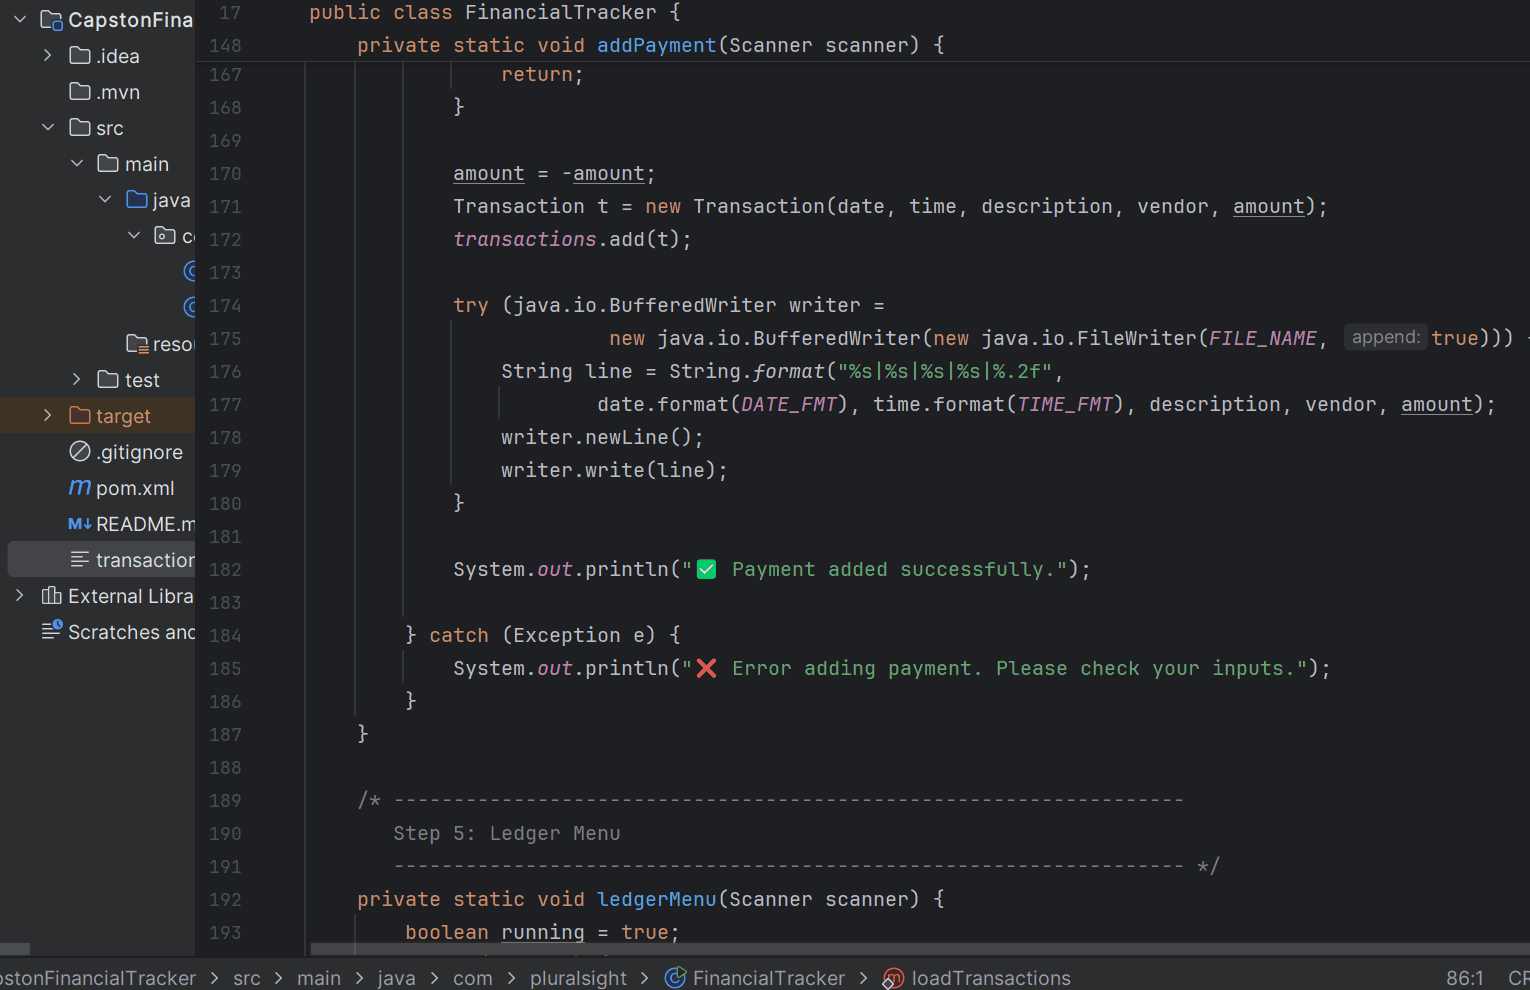 CapstonFina
.idea
.mvn
src
main
java
resou
test
target
.gitignore
pom.xml
README.m
transaction
External Libra
Scratches and
17 public class FinancialTracker {
148 private static void addPayment(Scanner scanner) {
167 return;
168 }
169
170 amount = -amount;
171 Transaction t = new Transaction(date, time, description, vendor, amount);
172 transactions.add(t);
173
174 try (java.io.BufferedWriter writer =
175 new java.io.BufferedWriter(new java.io.FileWriter(FILE_NAME, append: true)))
176 String line = String.format("%s|%s|%s|%s|%.2f",
177 date.format(DATE_FMT), time.format(TIME_FMT), description, vendor, amount);
178 writer.newLine();
179 writer.write(line);
180 }
181
182 System.out.println("✅ Payment added successfully.");
183
184 } catch (Exception e) {
185 System.out.println("❌ Error adding payment. Please check your inputs.");
186 }
187 }
188
189 /* ------------------------------------------------------------------
190 Step 5: Ledger Menu
191 ------------------------------------------------------------------ */
192 private static void ledgerMenu(Scanner scanner) {
193 boolean running = true;
pstonFinancialTracker > src > main > java > com > pluralsight > FinancialTracker > loadTransactions 86:1